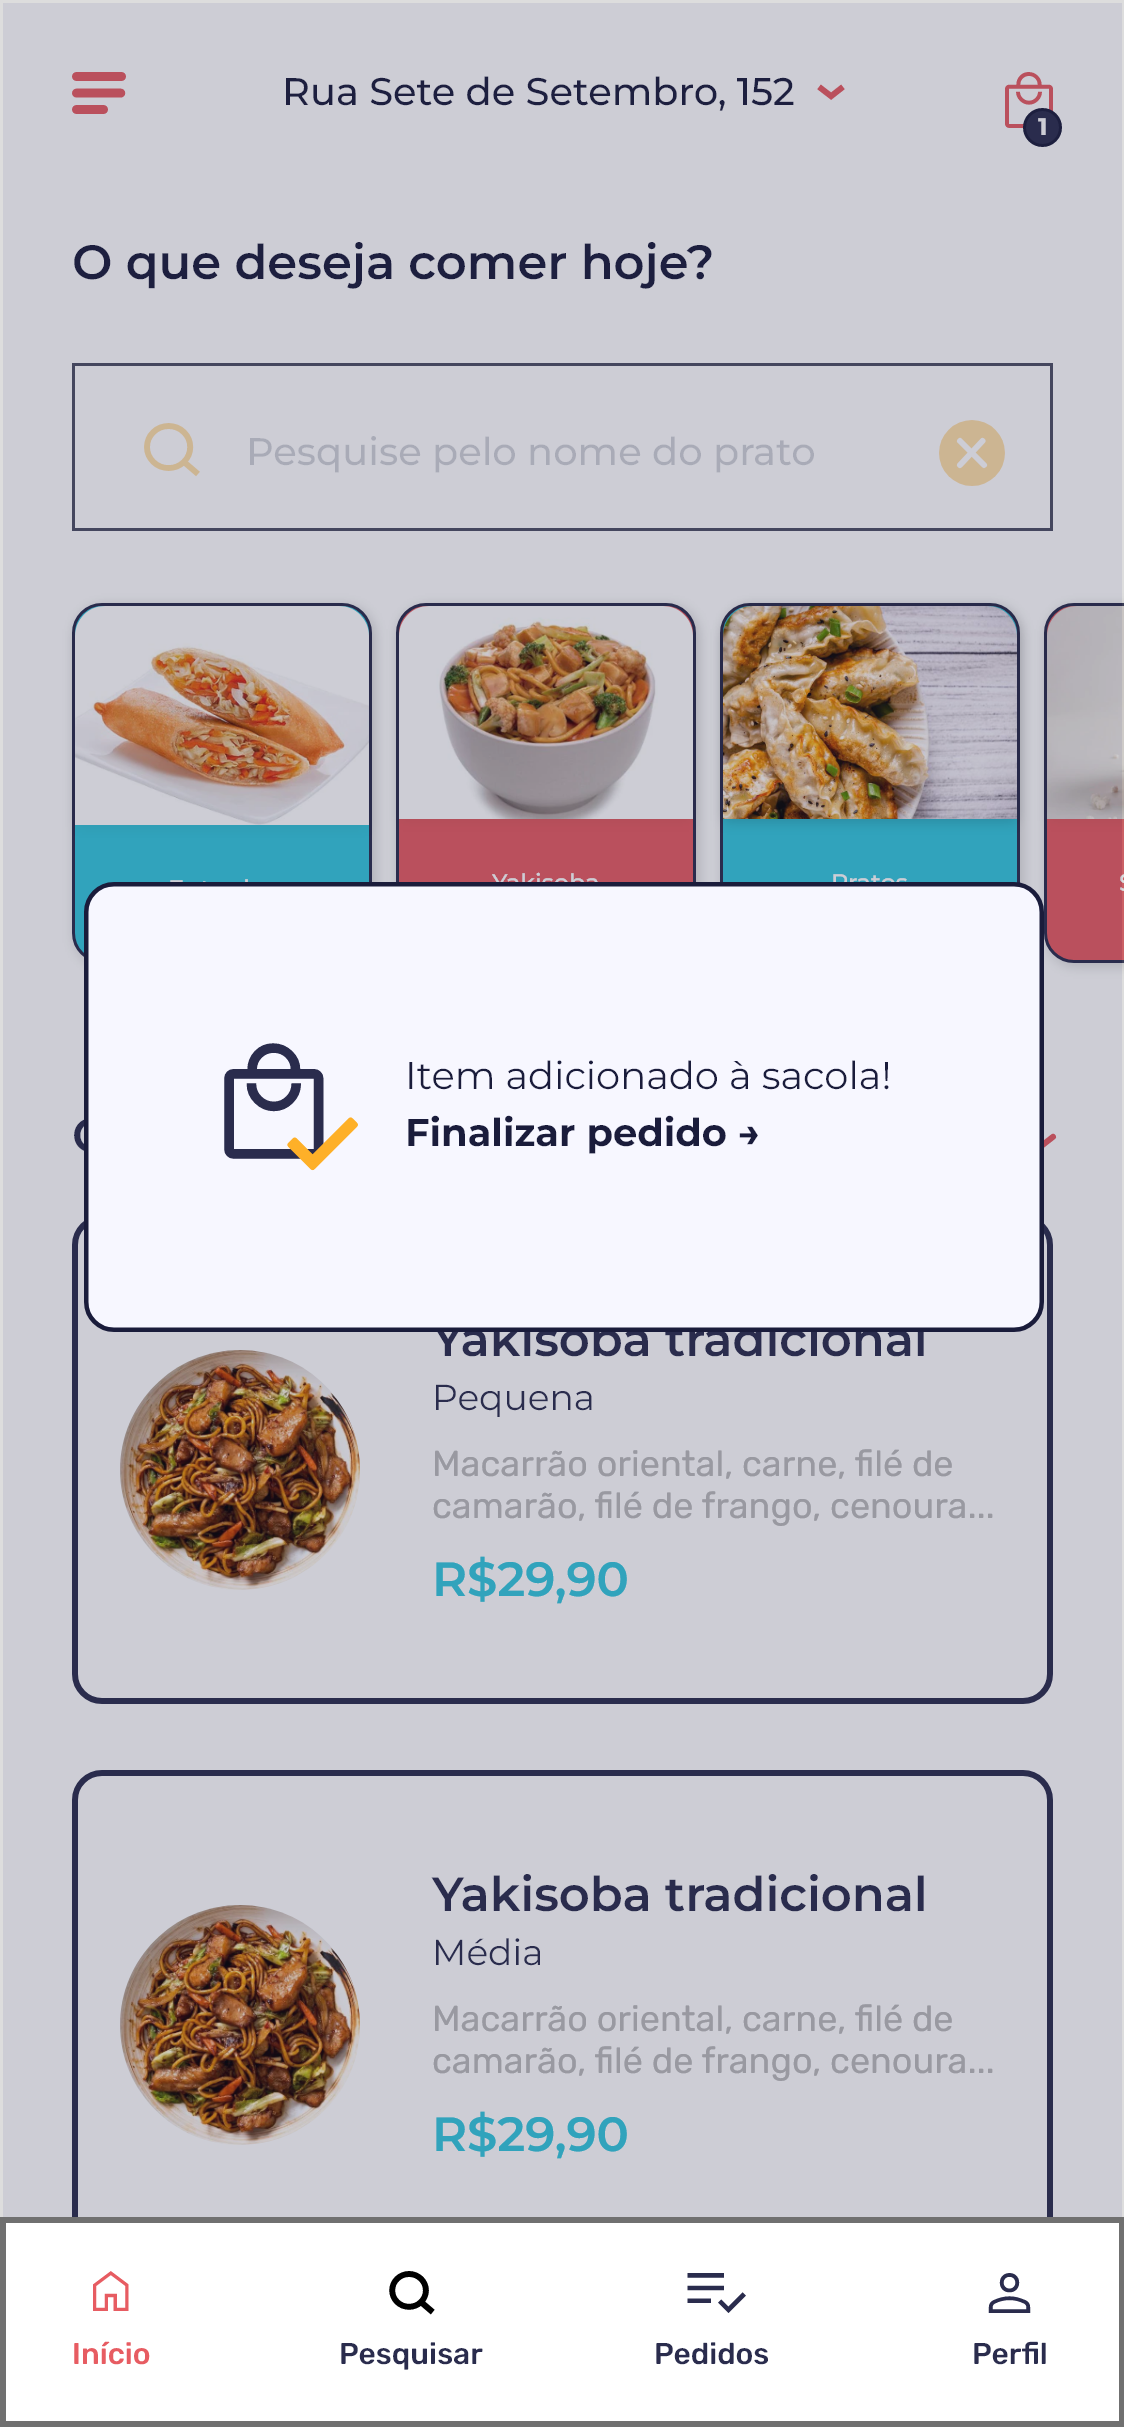 Rua Sete de Setembro, 152
1
O que deseja comer hoje?
Pesquise pelo nome do prato
Yakisoba
Pratos
Item adicionado à sacola!
Finalizar pedido →
Yakisoba tradicional
Pequena
Macarrão oriental, carne, filé de
camarão, filé de frango, cenoura...
R$29,90
Yakisoba tradicional
Média
Macarrão oriental, carne, filé de
camarão, filé de frango, cenoura...
R$29,90
Início
Pesquisar
Pedidos
Perfil